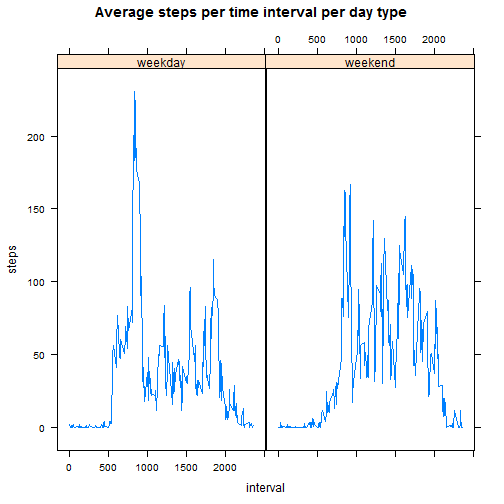 Average steps per time interval per day type
0 500 1000 1500 2000
weekday weekend
200
150
100
50
0
steps
0 500 1000 1500 2000
interval